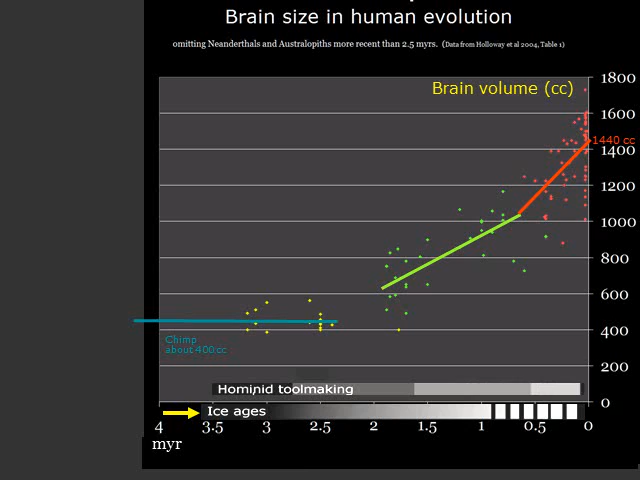 Brain size in human evolution
omitting Neanderthals and Australopiths more recent than 2.5 myrs. (Data from Holloway et al 2004, Table 1)
Brain volume (cc)
1800
1600
1440 cc
1400
1200
1000
800
600
400
Chimp
about 400 cc
200
Hominid toolmaking
0
Ice ages
4 3.5 3 2.5 2 1.5 1 0.5 0
myr